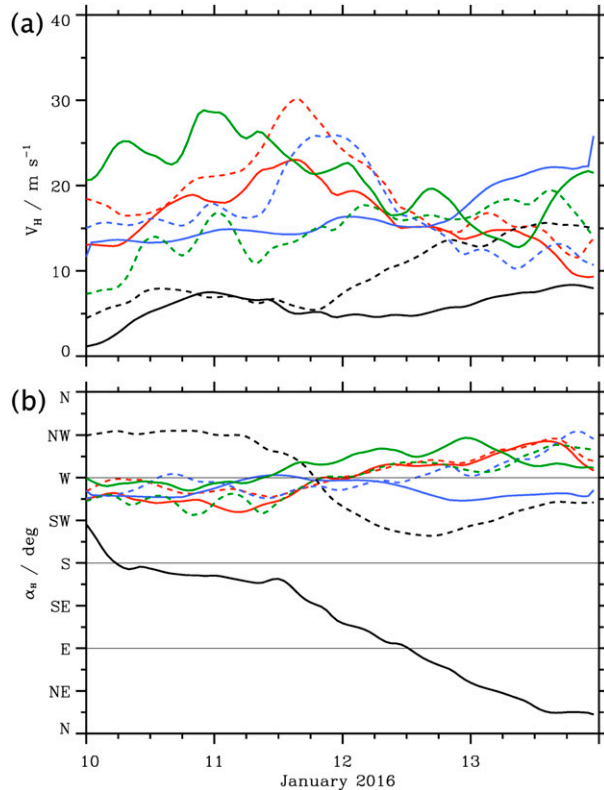 (a)
40
30
20
10
0
V_H / m s⁻¹
(b)
N
NW
W
SW
S
SE
E
NE
N
α_H / deg
10 11 12 13
January 2016